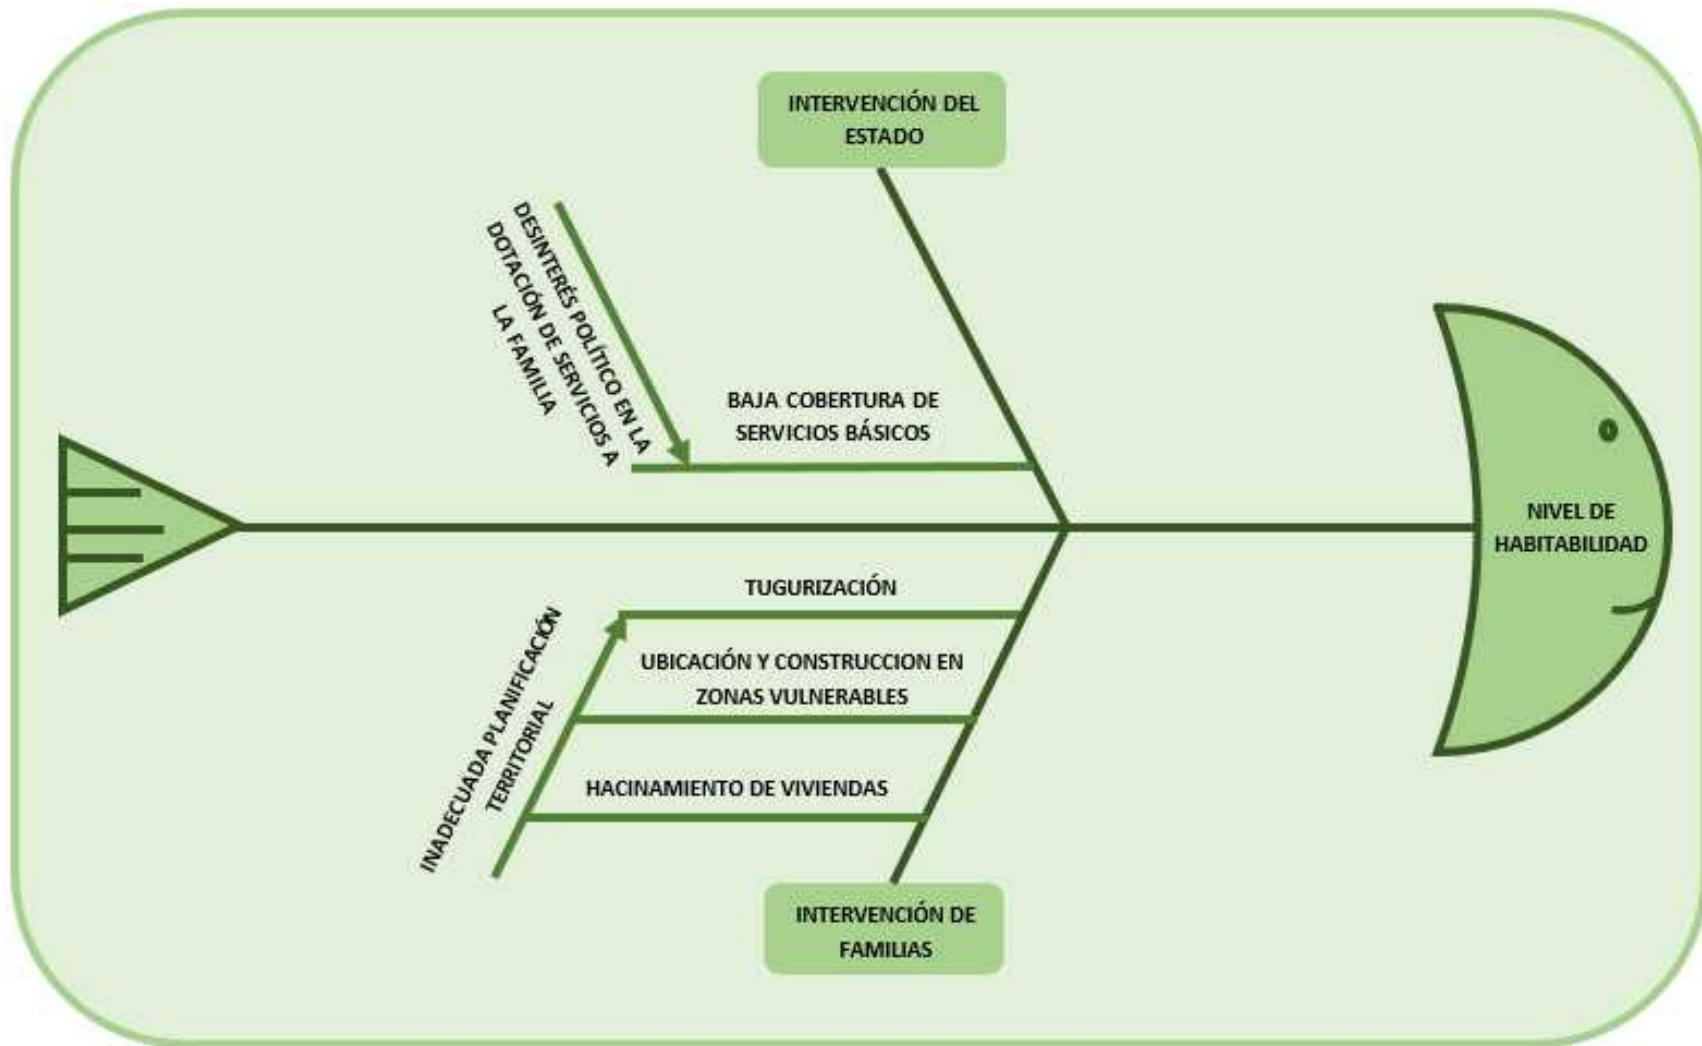 INTERVENCIÓN DEL
ESTADO
DESINTERÉS POLÍTICO EN LA
DOTACIÓN DE SERVICIOS A
LA FAMILIA
BAJA COBERTURA DE
SERVICIOS BÁSICOS
NIVEL DE
HABITABILIDAD
TUGURIZACIÓN
UBICACIÓN Y CONSTRUCCION EN
ZONAS VULNERABLES
HACINAMIENTO DE VIVIENDAS
INADECUADA PLANIFICACIÓN
TERRITORIAL
INTERVENCIÓN DE
FAMILIAS